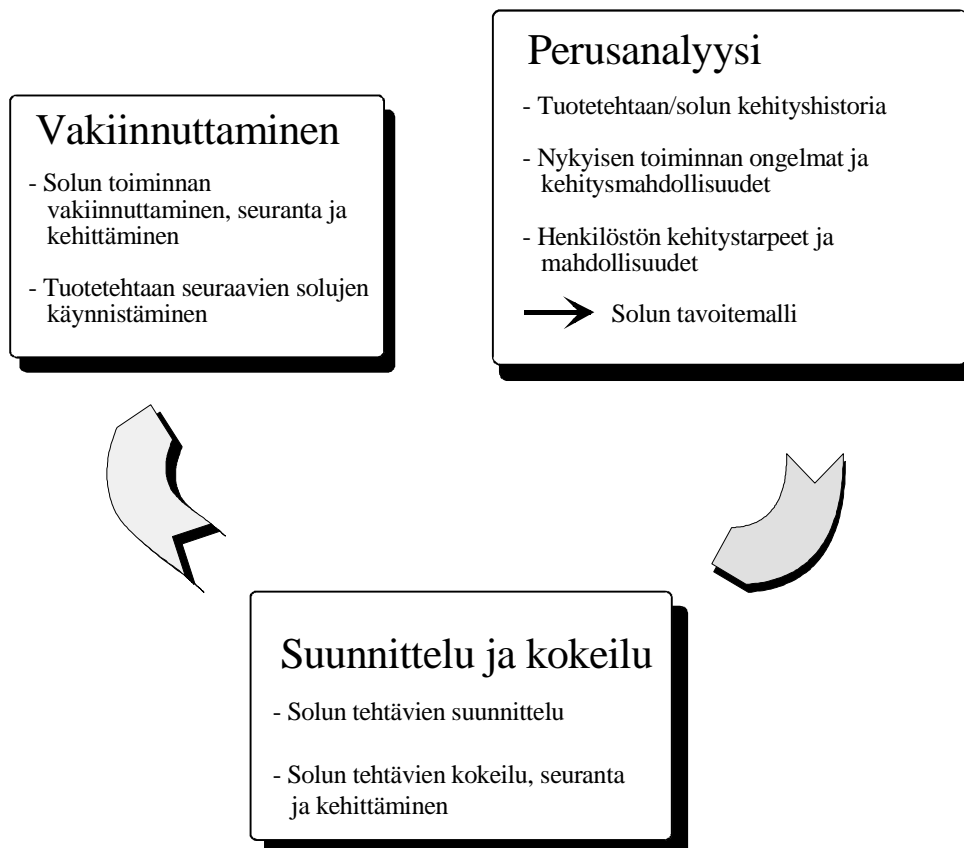 Vakiinnuttaminen
- Solun toiminnan
vakiinnuttaminen, seuranta ja
kehittäminen
- Tuotetehtaan seuraavien solujen
käynnistäminen
Perusanalyysi
- Tuotetehtaan/solun kehityshistoria
- Nykyisen toiminnan ongelmat ja
kehitysmahdollisuudet
- Henkilöstön kehitystarpeet ja
mahdollisuudet
Solun tavoitemalli
Suunnittelu ja kokeilu
- Solun tehtävien suunnittelu
- Solun tehtävien kokeilu, seuranta
ja kehittäminen